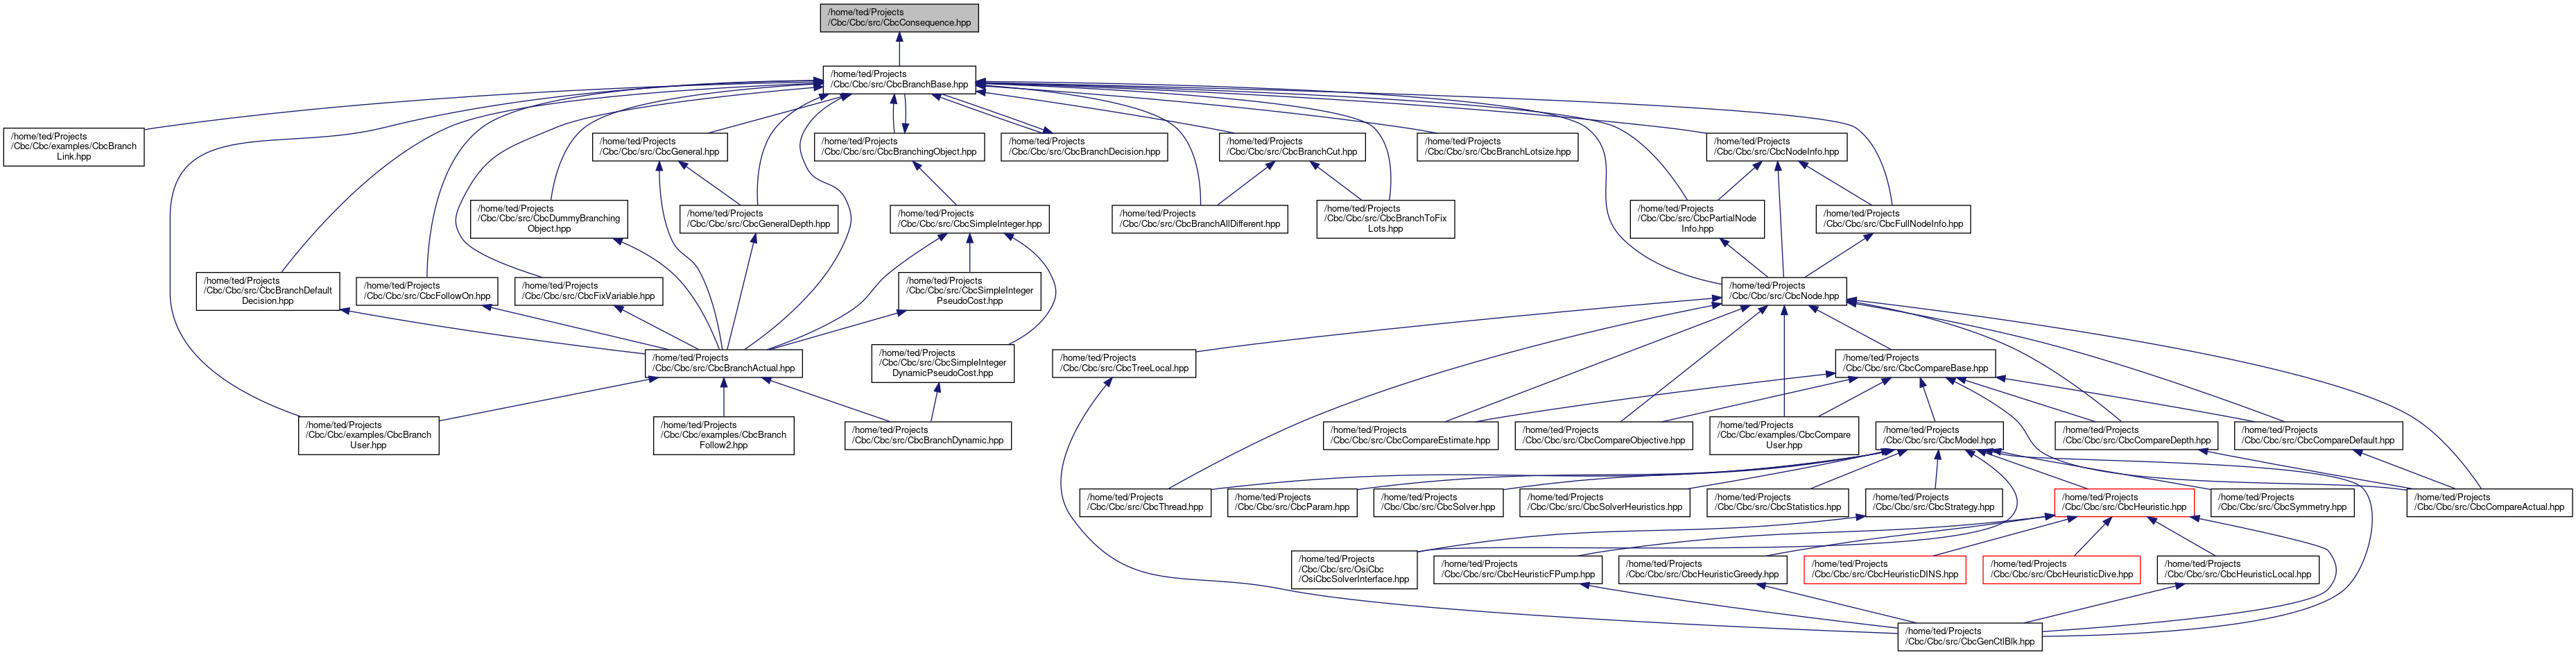 /home/ted/Projects
/Cbc/Cbc/src/CbcConsequence.hpp
/home/ted/Projects
/Cbc/Cbc/src/CbcBranchBase.hpp
/home/ted/Projects
/Cbc/Cbc/examples/CbcBranch
Link.hpp
/home/ted/Projects
/Cbc/Cbc/src/CbcGeneral.hpp
/home/ted/Projects
/Cbc/Cbc/src/CbcBranchingObject.hpp
/home/ted/Projects
/Cbc/Cbc/src/CbcBranchDecision.hpp
/home/ted/Projects
/Cbc/Cbc/src/CbcBranchCut.hpp
/home/ted/Projects
/Cbc/Cbc/src/CbcBranchLotsize.hpp
/home/ted/Projects
/Cbc/Cbc/src/CbcNodeInfo.hpp
/home/ted/Projects
/Cbc/Cbc/src/CbcDummyBranching
Object.hpp
/home/ted/Projects
/Cbc/Cbc/src/CbcGeneralDepth.hpp
/home/ted/Projects
/Cbc/Cbc/src/CbcSimpleInteger.hpp
/home/ted/Projects
/Cbc/Cbc/src/CbcBranchAllDifferent.hpp
/home/ted/Projects
/Cbc/Cbc/src/CbcBranchToFix
Lots.hpp
/home/ted/Projects
/Cbc/Cbc/src/CbcPartialNode
Info.hpp
/home/ted/Projects
/Cbc/Cbc/src/CbcFullNodeInfo.hpp
/home/ted/Projects
/Cbc/Cbc/src/CbcBranchDefault
Decision.hpp
/home/ted/Projects
/Cbc/Cbc/src/CbcFollowOn.hpp
/home/ted/Projects
/Cbc/Cbc/src/CbcFixVariable.hpp
/home/ted/Projects
/Cbc/Cbc/src/CbcSimpleInteger
PseudoCost.hpp
/home/ted/Projects
/Cbc/Cbc/src/CbcNode.hpp
/home/ted/Projects
/Cbc/Cbc/src/CbcBranchActual.hpp
/home/ted/Projects
/Cbc/Cbc/src/CbcSimpleInteger
DynamicPseudoCost.hpp
/home/ted/Projects
/Cbc/Cbc/src/CbcTreeLocal.hpp
/home/ted/Projects
/Cbc/Cbc/src/CbcCompareBase.hpp
/home/ted/Projects
/Cbc/Cbc/examples/CbcBranch
User.hpp
/home/ted/Projects
/Cbc/Cbc/examples/CbcBranch
Follow2.hpp
/home/ted/Projects
/Cbc/Cbc/src/CbcBranchDynamic.hpp
/home/ted/Projects
/Cbc/Cbc/src/CbcCompareEstimate.hpp
/home/ted/Projects
/Cbc/Cbc/src/CbcCompareObjective.hpp
/home/ted/Projects
/Cbc/Cbc/examples/CbcCompare
User.hpp
/home/ted/Projects
/Cbc/Cbc/src/CbcModel.hpp
/home/ted/Projects
/Cbc/Cbc/src/CbcCompareDepth.hpp
/home/ted/Projects
/Cbc/Cbc/src/CbcCompareDefault.hpp
/home/ted/Projects
/Cbc/Cbc/src/CbcThread.hpp
/home/ted/Projects
/Cbc/Cbc/src/CbcParam.hpp
/home/ted/Projects
/Cbc/Cbc/src/CbcSolver.hpp
/home/ted/Projects
/Cbc/Cbc/src/CbcSolverHeuristics.hpp
/home/ted/Projects
/Cbc/Cbc/src/CbcStatistics.hpp
/home/ted/Projects
/Cbc/Cbc/src/CbcStrategy.hpp
/home/ted/Projects
/Cbc/Cbc/src/CbcHeuristic.hpp
/home/ted/Projects
/Cbc/Cbc/src/CbcSymmetry.hpp
/home/ted/Projects
/Cbc/Cbc/src/CbcCompareActual.hpp
/home/ted/Projects
/Cbc/Cbc/src/OsiCbc
/OsiCbcSolverInterface.hpp
/home/ted/Projects
/Cbc/Cbc/src/CbcHeuristicFPump.hpp
/home/ted/Projects
/Cbc/Cbc/src/CbcHeuristicGreedy.hpp
/home/ted/Projects
/Cbc/Cbc/src/CbcHeuristicDINS.hpp
/home/ted/Projects
/Cbc/Cbc/src/CbcHeuristicDive.hpp
/home/ted/Projects
/Cbc/Cbc/src/CbcHeuristicLocal.hpp
/home/ted/Projects
/Cbc/Cbc/src/CbcGenCtlBlk.hpp